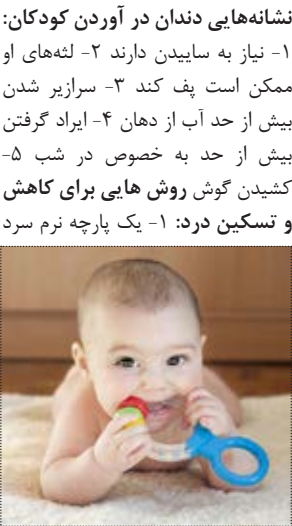 نشانه‌هایی دندان در آوردن کودکان:
۱- نیاز به ساییدن دارند ۲- لثه‌های او
ممکن است پف کند ۳- سرازیر شدن
بیش از حد آب از دهان ۴- ایراد گرفتن
بیش از حد به خصوص در شب ۵-
کشیدن گوش روش هایی برای کاهش
و تسکین درد: ۱- یک پارچه نرم سرد